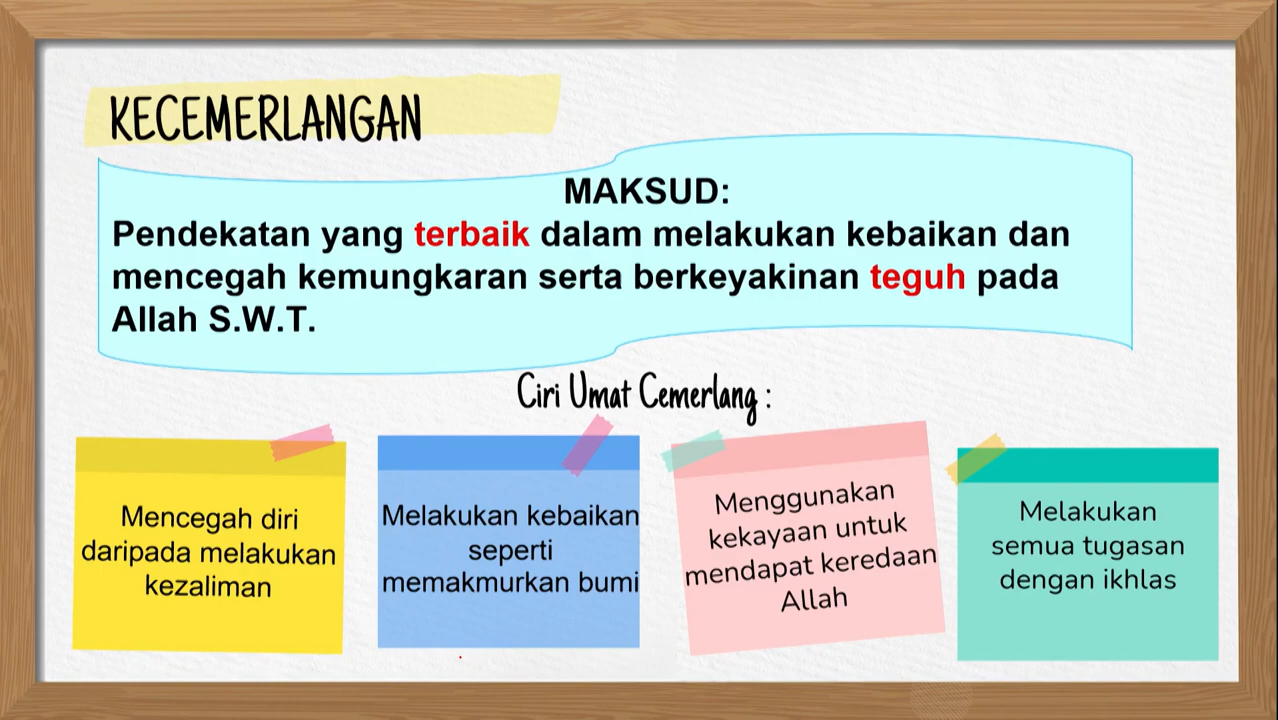 KECEMERLANGAN
MAKSUD:
Pendekatan yang terbaik dalam melakukan kebaikan dan
mencegah kemungkaran serta berkeyakinan teguh pada
Allah S.W.T.
Ciri Umat Cemerlang :
Mencegah diri
daripada melakukan
kezaliman
Melakukan kebaikan
seperti
memakmurkan bumi
Menggunakan
kekayaan untuk
mendapat keredaan
Allah
Melakukan
semua tugasan
dengan ikhlas